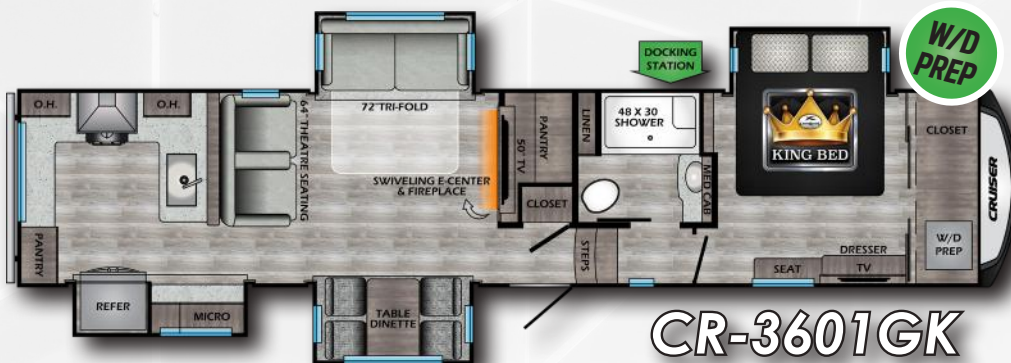 W/D
PREP
DOCKING
STATION
O.H.
O.H.
64" THEATRE SEATING
72" TRI-FOLD
50" TV
PANTRY
LINEN
48 X 30
SHOWER
MED CAB
KING BED
CLOSET
CRUISER
SWIVELING E-CENTER
& FIREPLACE
CLOSET
PANTRY
STEPS
W/D
PREP
DRESSER
SEAT
TV
REFER
MICRO
TABLE
DINETTE
CR-3601GK